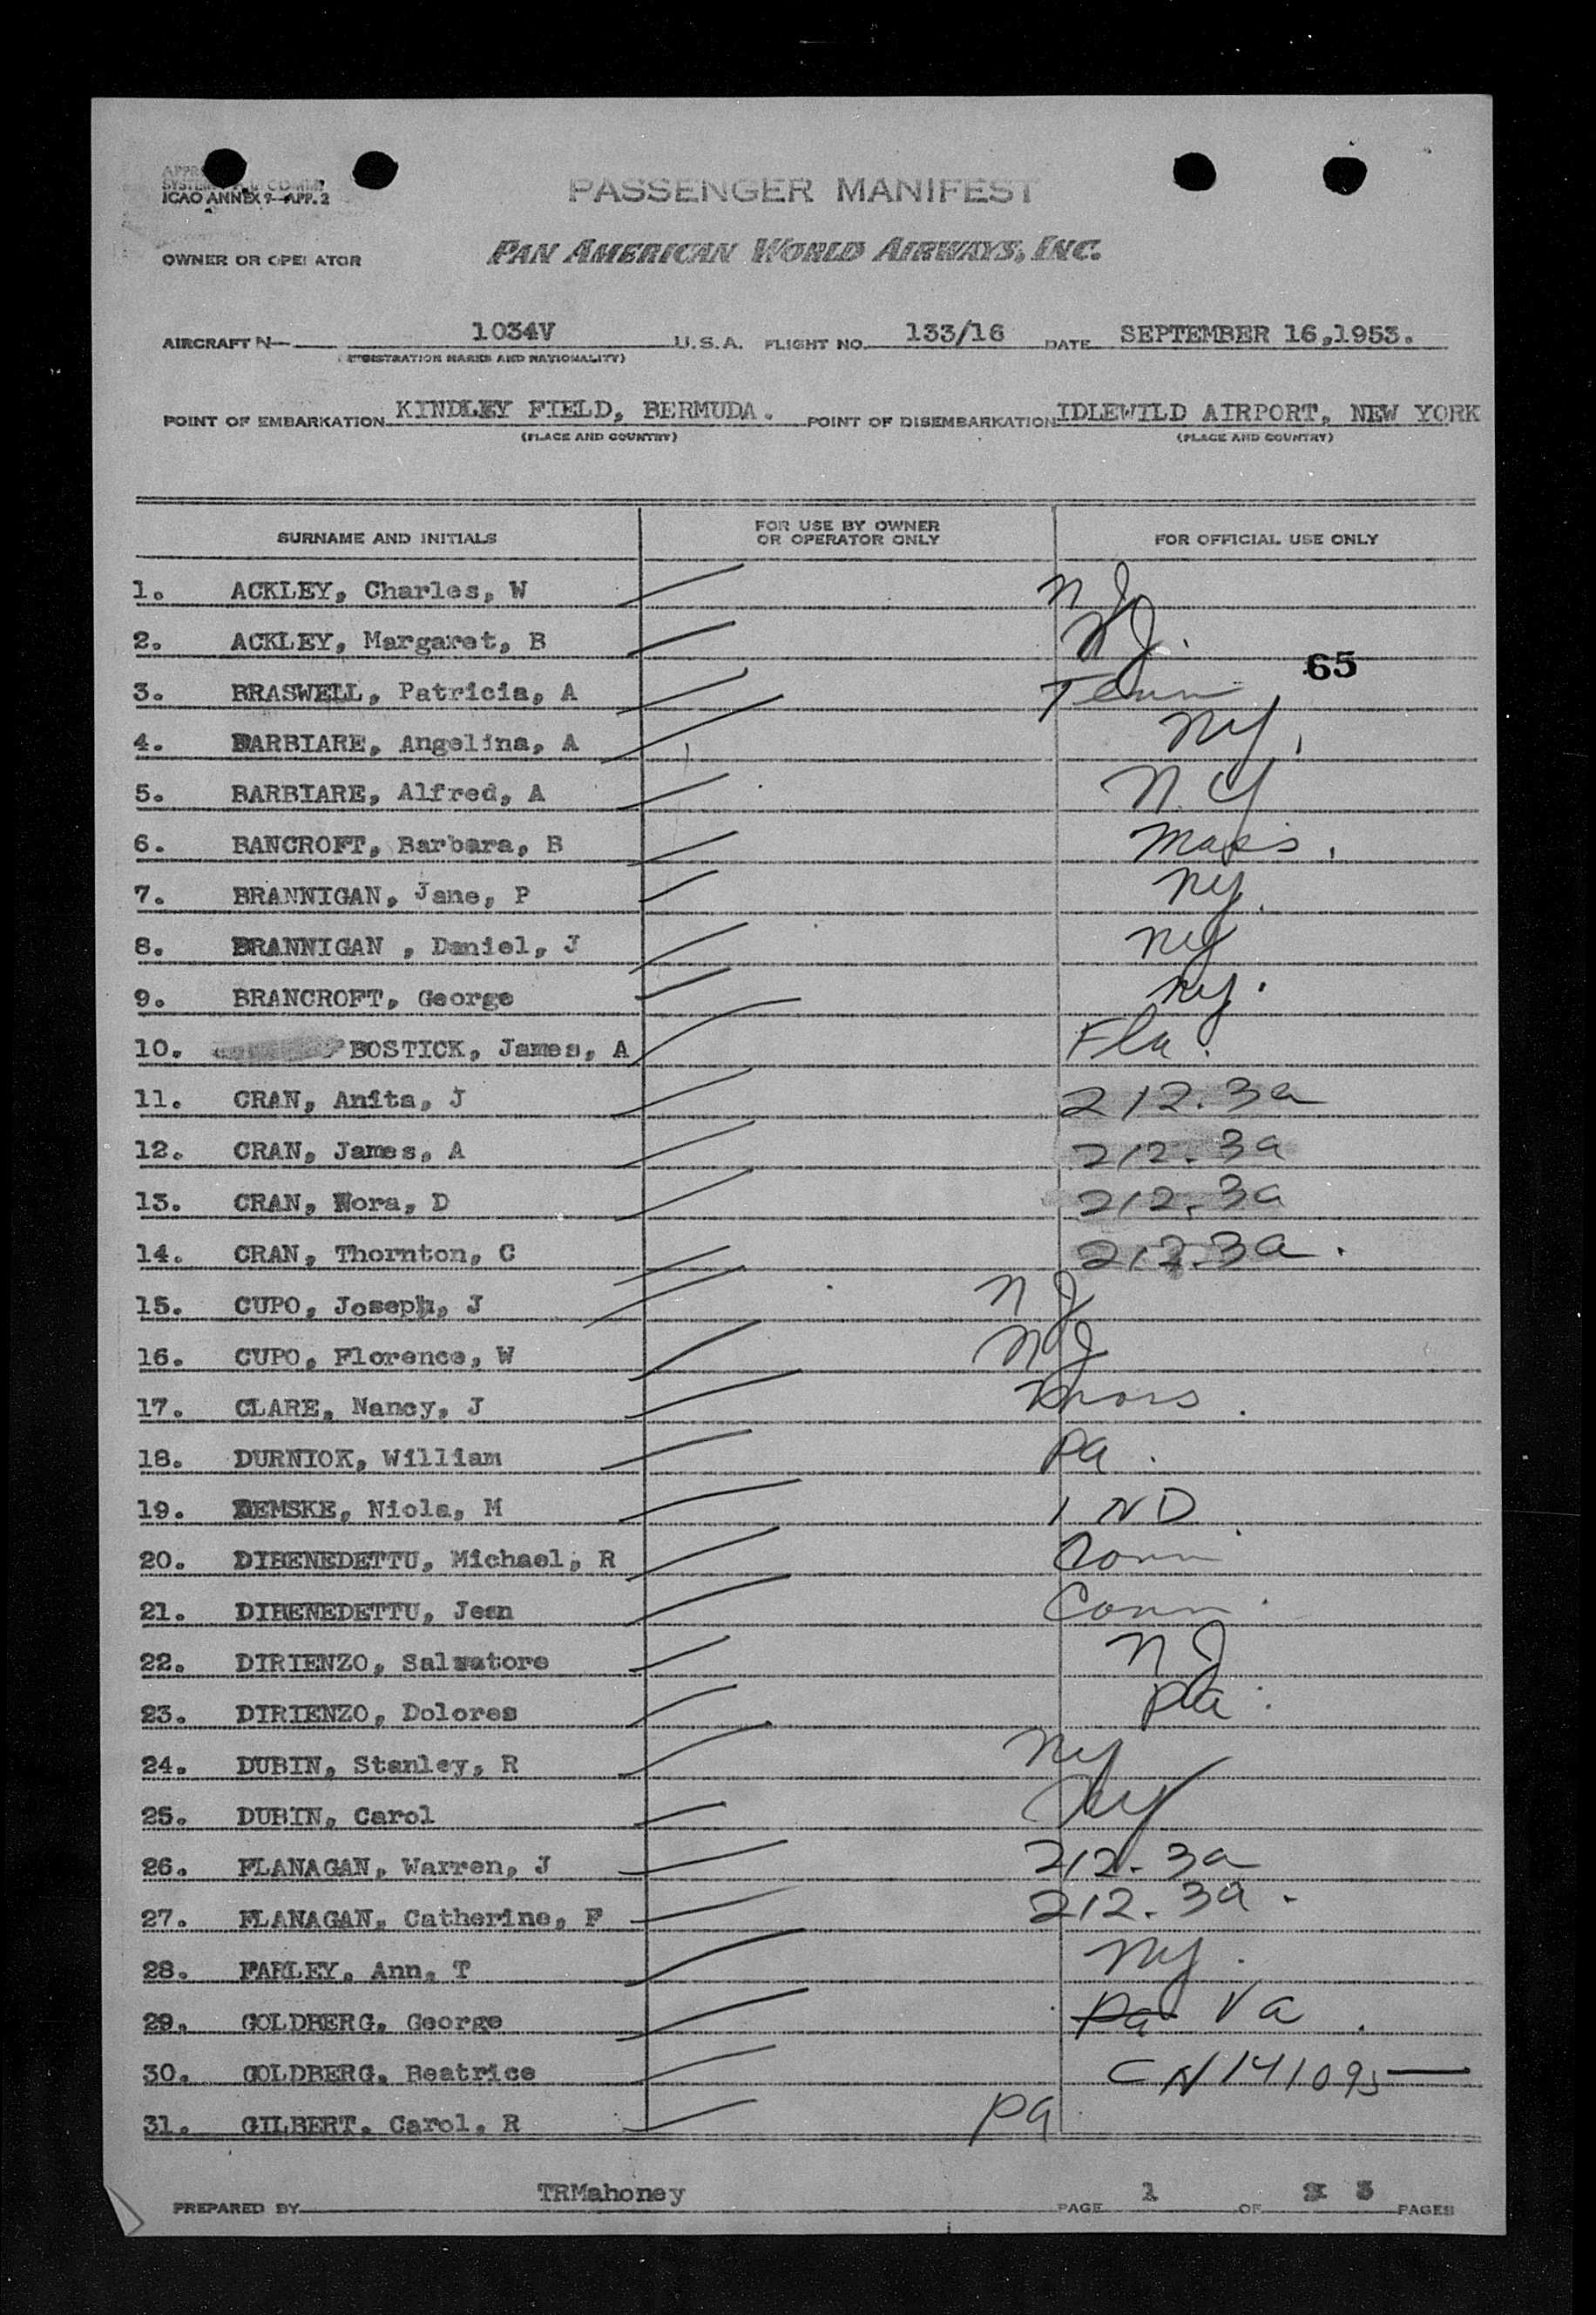 ICAO ANNEX 9—APP. 2
PASSENGER MANIFEST
OWNER OR OPERATOR PAN AMERICAN WORLD AIRWAYS, INC.
AIRCRAFT N— 1034V U.S.A. FLIGHT NO. 133/16 DATE SEPTEMBER 16,1953.
(REGISTRATION MARKS AND NATIONALITY)
POINT OF EMBARKATION KINDLEY FIELD, BERMUDA. POINT OF DISEMBARKATION IDLEWILD AIRPORT, NEW YORK
(PLACE AND COUNTRY) (PLACE AND COUNTRY)
SURNAME AND INITIALS FOR USE BY OWNER OR OPERATOR ONLY FOR OFFICIAL USE ONLY
1. ACKLEY, Charles, W NJ
2. ACKLEY, Margaret, B NJ.
65
3. BRASWELL, Patricia, A Tenn
4. BARBIARE, Angelina, A NY.
5. BARBIARE, Alfred, A N.Y
6. BANCROFT, Barbara, B Mass.
7. BRANNIGAN, Jane, P NY.
8. BRANNIGAN , Daniel, J NY
9. BRANCROFT, George NY.
10. BOSTICK, James, A Fla.
11. CRAN, Anita, J 212.3a
12. CRAN, James, A 212.3a
13. CRAN, Nora, D 212.3a
14. CRAN, Thornton, C 212.3a.
15. CUPO, Joseph, J NJ
16. CUPO, Florence, W NJ
17. CLARE, Nancy, J Mass.
18. DURNIOK, William Pa.
19. DEMSKE, Niola, M IND.
20. DIBENEDETTU, Michael, R Conn
21. DIBENEDETTU, Jean Conn.
22. DIRIENZO, Salvatore NJ
23. DIRIENZO, Dolores Pa.
24. DUBIN, Stanley, R NY
25. DUBIN, Carol NY
26. FLANAGAN, Warren, J 212.3a
27. FLANAGAN, Catherine, F 212.3a.
28. FARLEY, Ann, T NY.
29. GOLDBERG, George Pa Va.
30. GOLDBERG, Beatrice CN141095—
31. GILBERT, Carol, R Pa
PREPARED BY TRMahoney PAGE 1 OF 3 PAGES